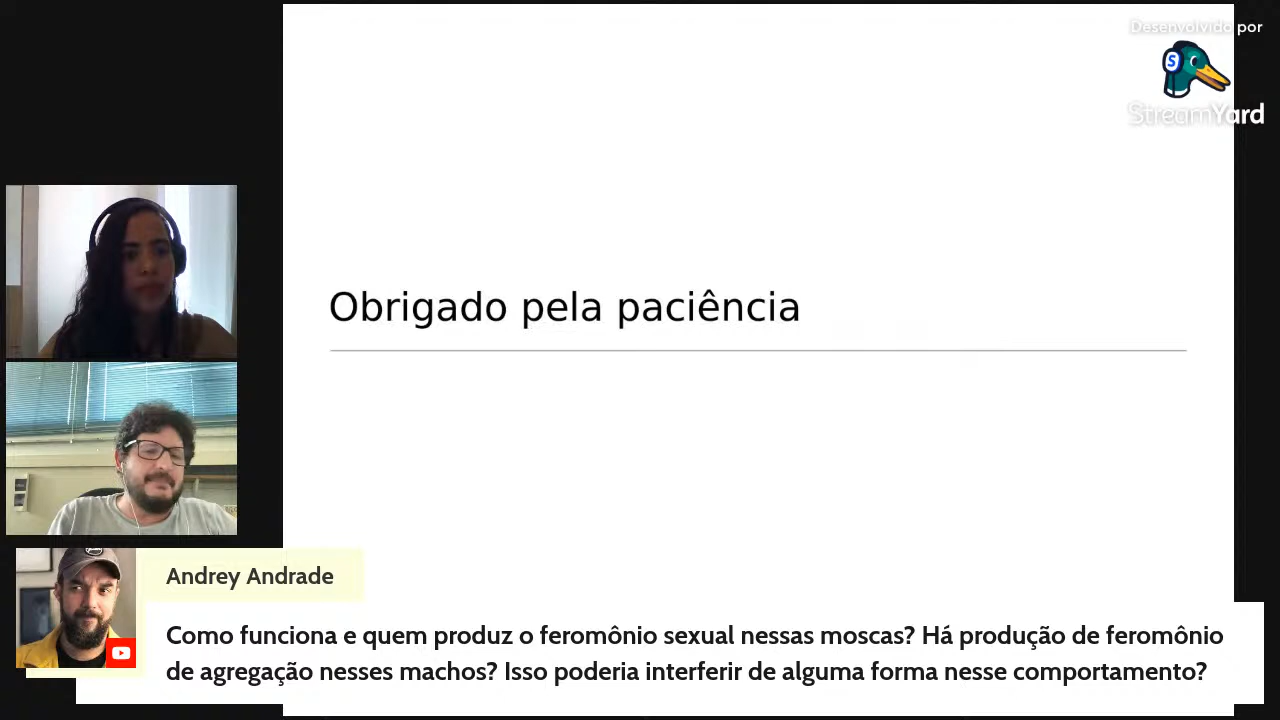 Desenvolvido por
StreamYard
Obrigado pela paciência
Andrey Andrade
Como funciona e quem produz o feromônio sexual nessas moscas? Há produção de feromônio
de agregação nesses machos? Isso poderia interferir de alguma forma nesse comportamento?